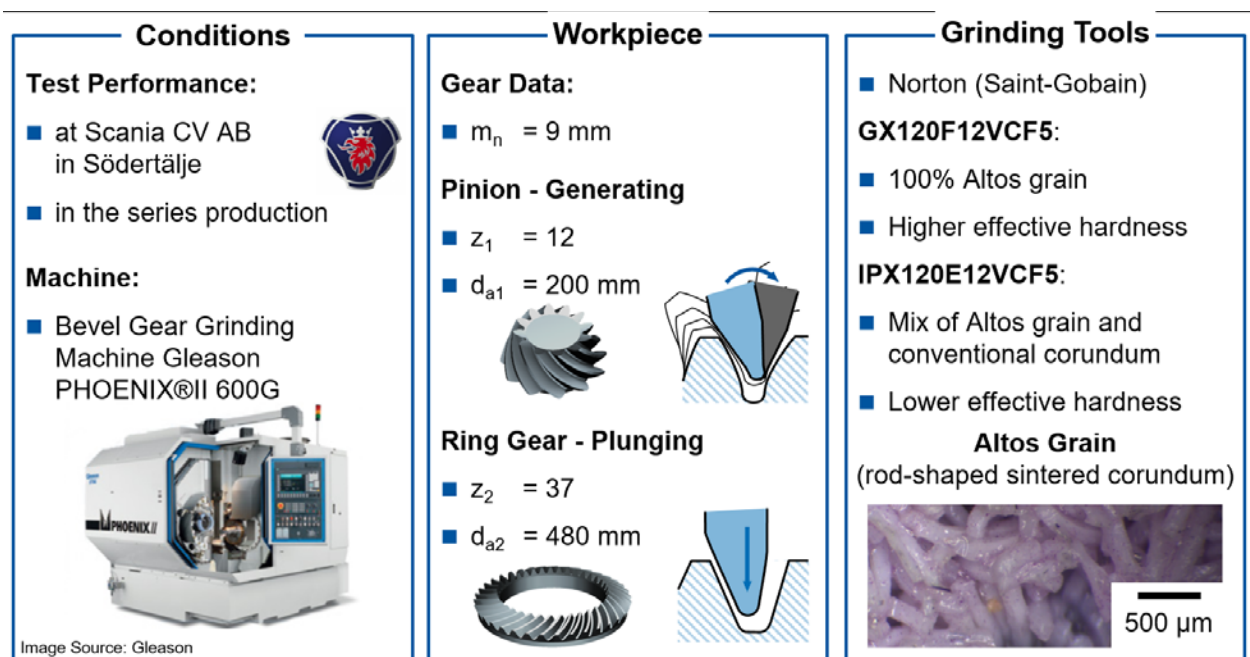 Conditions
Test Performance:
at Scania CV AB
in Södertälje
in the series production
Machine:
Bevel Gear Grinding
Machine Gleason
PHOENIX®II 600G
PHOENIX II
Image Source: Gleason
Workpiece
Gear Data:
mn = 9 mm
Pinion - Generating
z1 = 12
da1 = 200 mm
Ring Gear - Plunging
z2 = 37
da2 = 480 mm
Grinding Tools
Norton (Saint-Gobain)
GX120F12VCF5:
100% Altos grain
Higher effective hardness
IPX120E12VCF5:
Mix of Altos grain and
conventional corundum
Lower effective hardness
Altos Grain
(rod-shaped sintered corundum)
500 µm